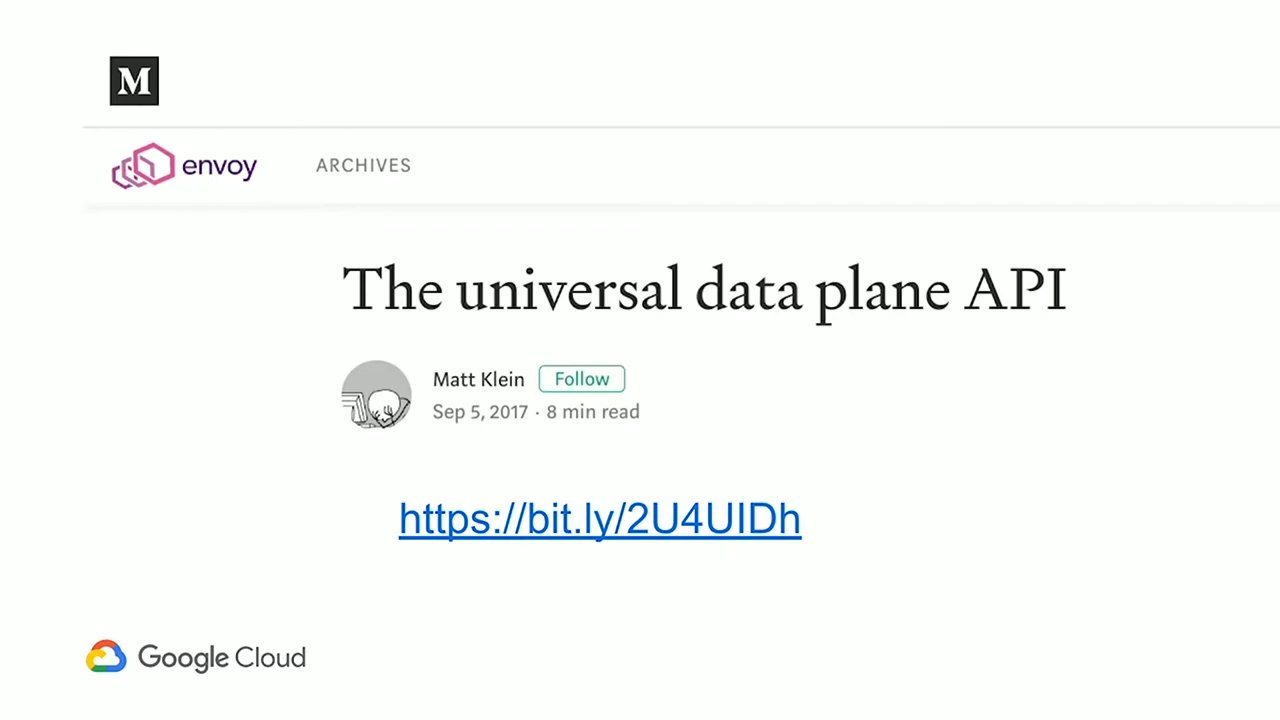 M
envoy ARCHIVES
The universal data plane API
Matt Klein Follow
Sep 5, 2017 · 8 min read
https://bit.ly/2U4UIDh
Google Cloud